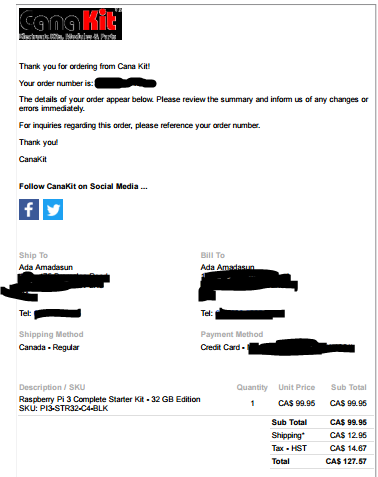 CanaKit
Electronic Kits, Modules & Parts
Thank you for ordering from Cana Kit!
Your order number is:
The details of your order appear below. Please review the summary and inform us of any changes or
errors immediately.
For inquiries regarding this order, please reference your order number.
Thank you!
CanaKit
Follow CanaKit on Social Media ...
Ship To Bill To
Ada Amadasun Ada Amadasun
Tel: Tel:
Shipping Method Payment Method
Canada - Regular Credit Card -
Description / SKU Quantity Unit Price Sub Total
Raspberry Pi 3 Complete Starter Kit - 32 GB Edition 1 CA$ 99.95 CA$ 99.95
SKU: PI3-STR32-C4-BLK
Sub Total CA$ 99.95
Shipping* CA$ 12.95
Tax - HST CA$ 14.67
Total CA$ 127.57